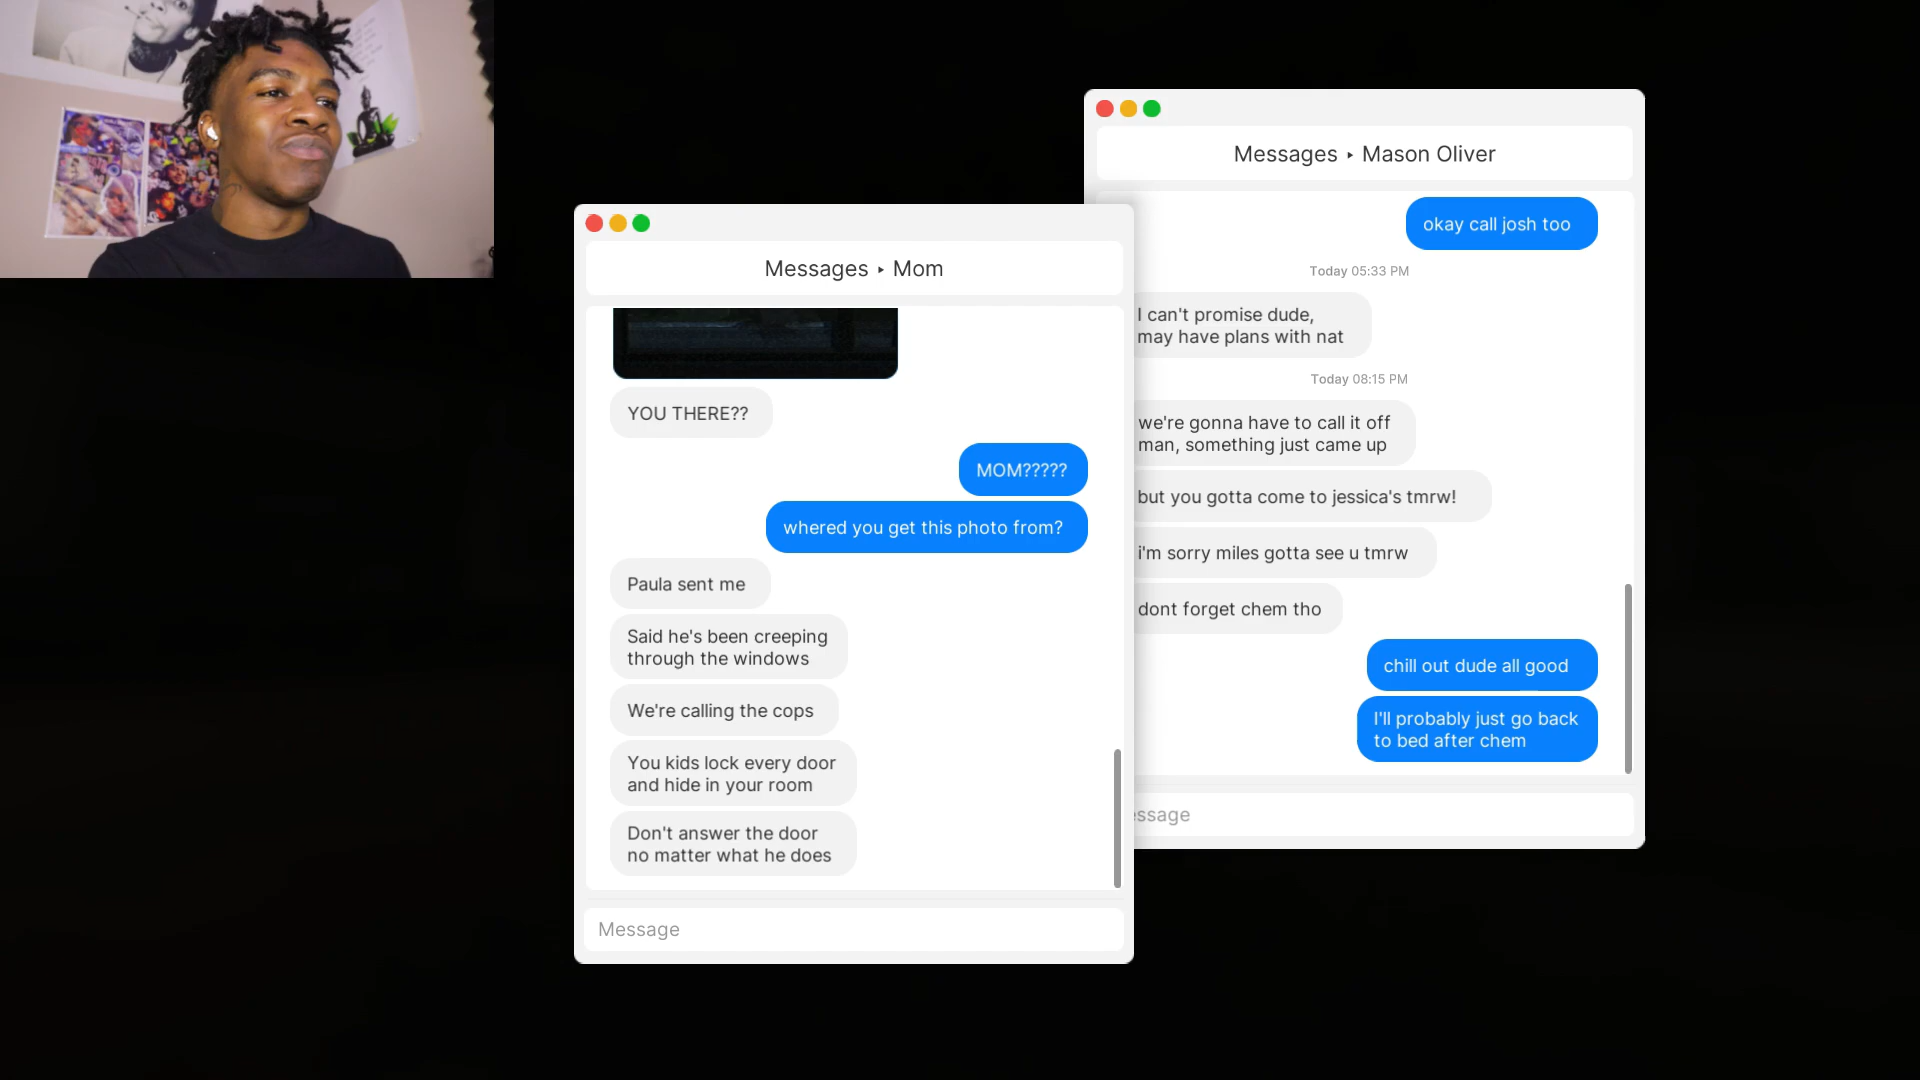 Messages ‣ Mom
YOU THERE??
MOM?????
whered you get this photo from?
Paula sent me
Said he's been creeping
through the windows
We're calling the cops
You kids lock every door
and hide in your room
Don't answer the door
no matter what he does
Message
Messages ‣ Mason Oliver
okay call josh too
Today 05:33 PM
I can't promise dude,
may have plans with nat
Today 08:15 PM
we're gonna have to call it off
man, something just came up
but you gotta come to jessica's tmrw!
i'm sorry miles gotta see u tmrw
dont forget chem tho
chill out dude all good
I'll probably just go back
to bed after chem
essage